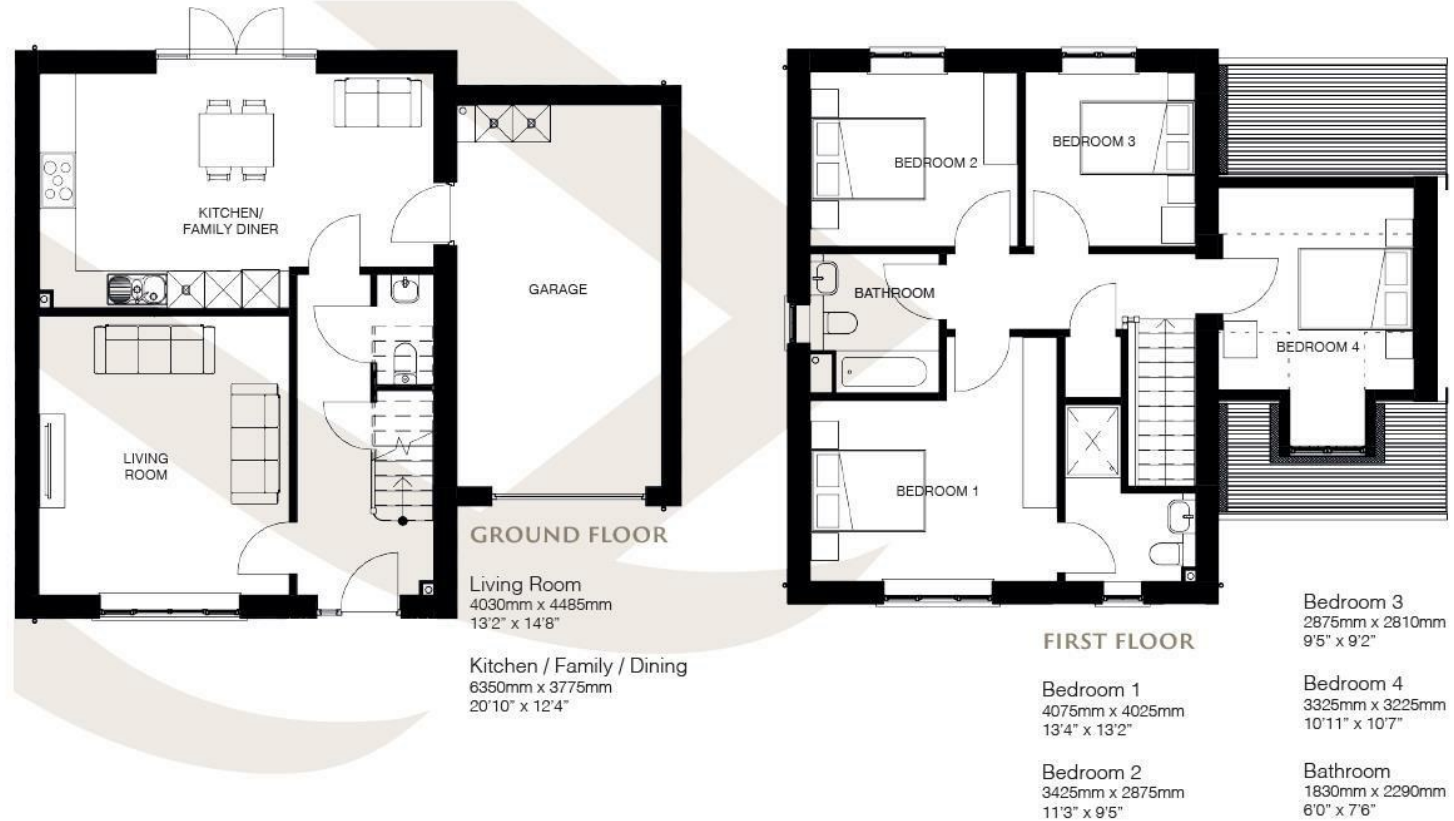 KITCHEN/
FAMILY DINER
GARAGE
LIVING
ROOM
GROUND FLOOR
Living Room
4030mm x 4485mm
13'2" x 14'8"
Kitchen / Family / Dining
6350mm x 3775mm
20'10" x 12'4"
BEDROOM 2
BEDROOM 3
BATHROOM
BEDROOM 4
BEDROOM 1
FIRST FLOOR
Bedroom 1
4075mm x 4025mm
13'4" x 13'2"
Bedroom 2
3425mm x 2875mm
11'3" x 9'5"
Bedroom 3
2875mm x 2810mm
9'5" x 9'2"
Bedroom 4
3325mm x 3225mm
10'11" x 10'7"
Bathroom
1830mm x 2290mm
6'0" x 7'6"